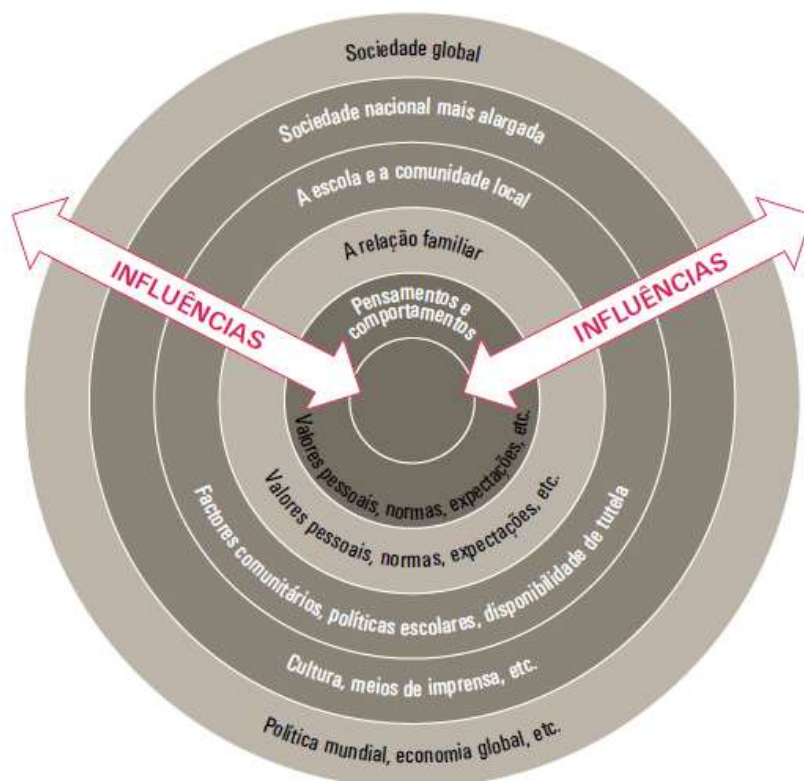 Sociedade global
Sociedade nacional mais alargada
A escola e a comunidade local
A relação familiar
Pensamentos e
comportamentos
INFLUÊNCIAS
INFLUÊNCIAS
Valores pessoais, normas, expectações, etc.
Valores pessoais, normas, expectações, etc.
Factores comunitários, políticas escolares, disponibilidade de tutela
Cultura, meios de imprensa, etc.
Política mundial, economia global, etc.